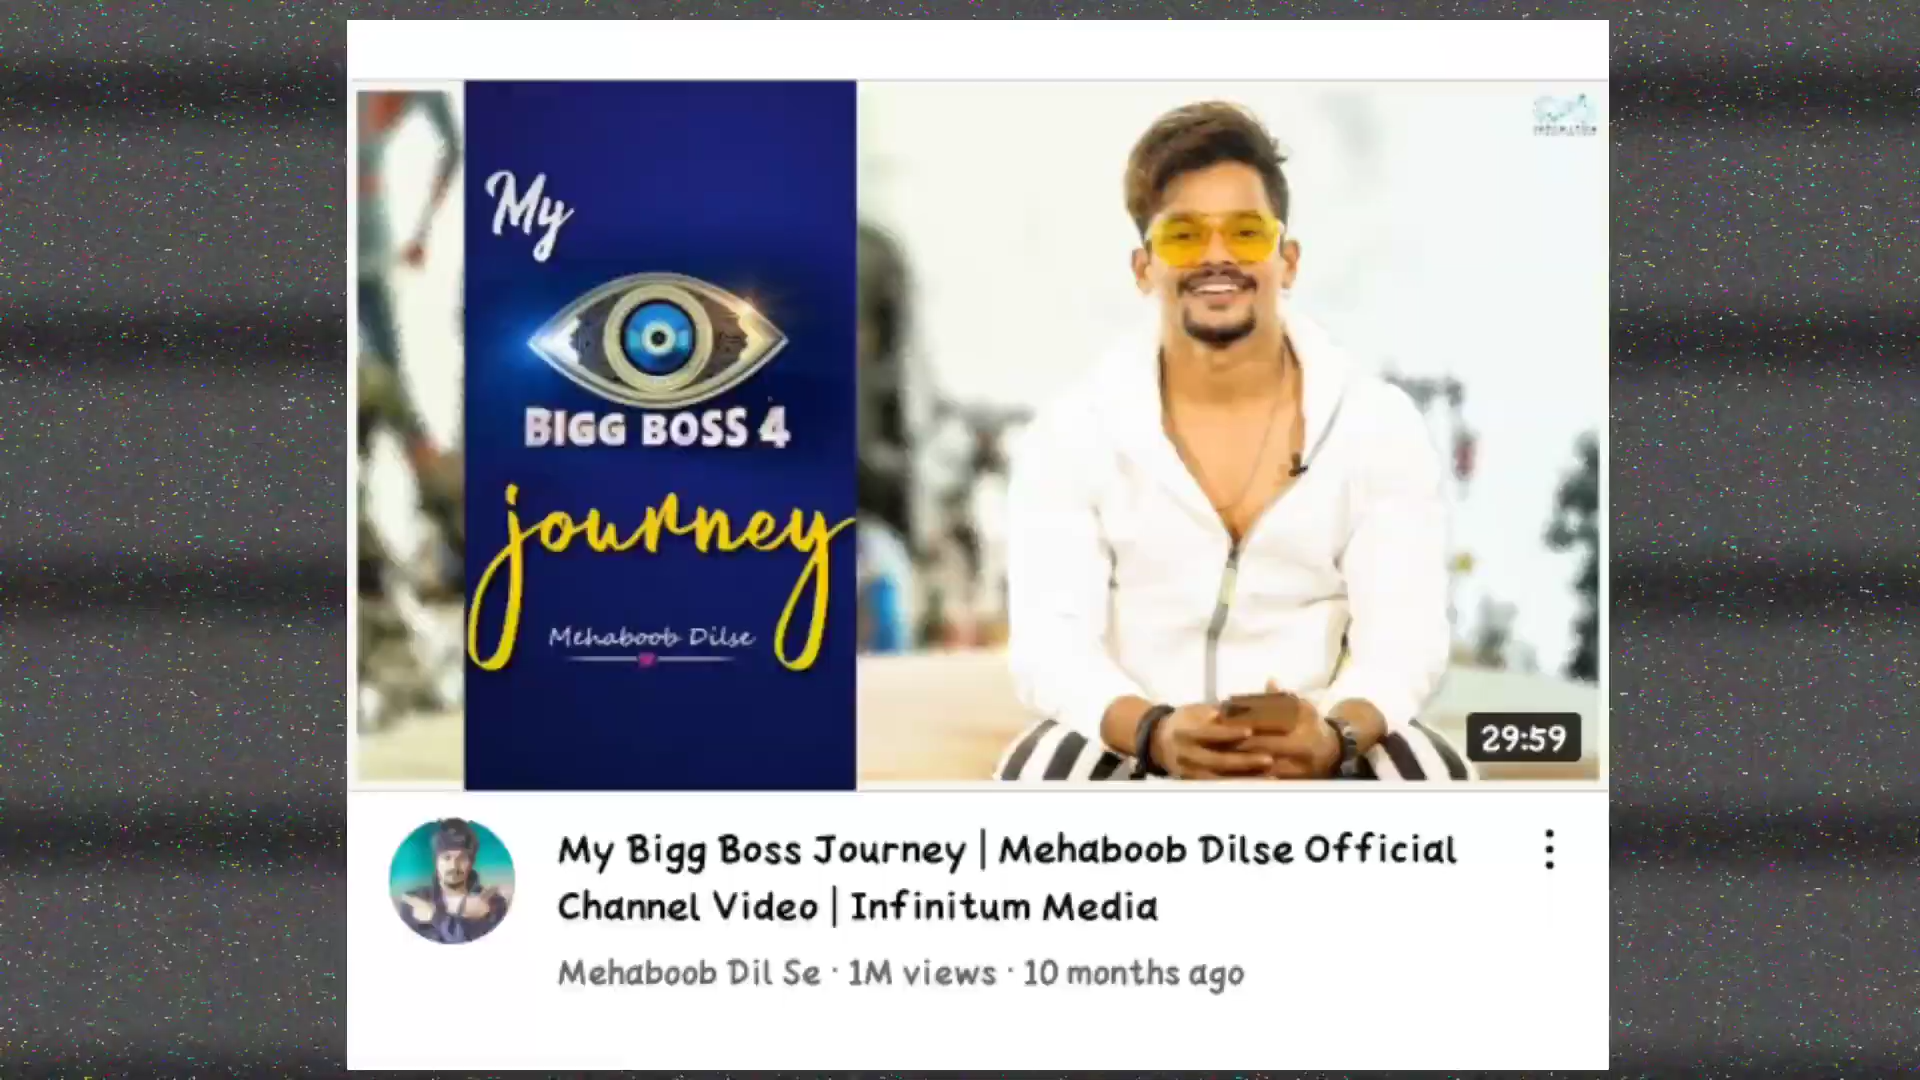 My
BIGG BOSS 4
journey
Mehaboob Dilse
29:59
My Bigg Boss Journey | Mehaboob Dilse Official
Channel Video | Infinitum Media
Mehaboob Dil Se · 1M views · 10 months ago